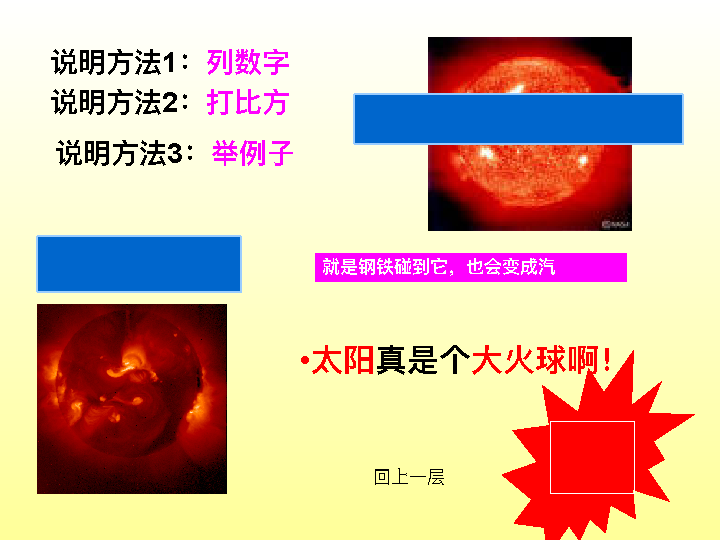 说明方法1：列数字
说明方法2：打比方
说明方法3：举例子
就是钢铁碰到它，也会变成汽
•太阳真是个大火球啊！
回上一层